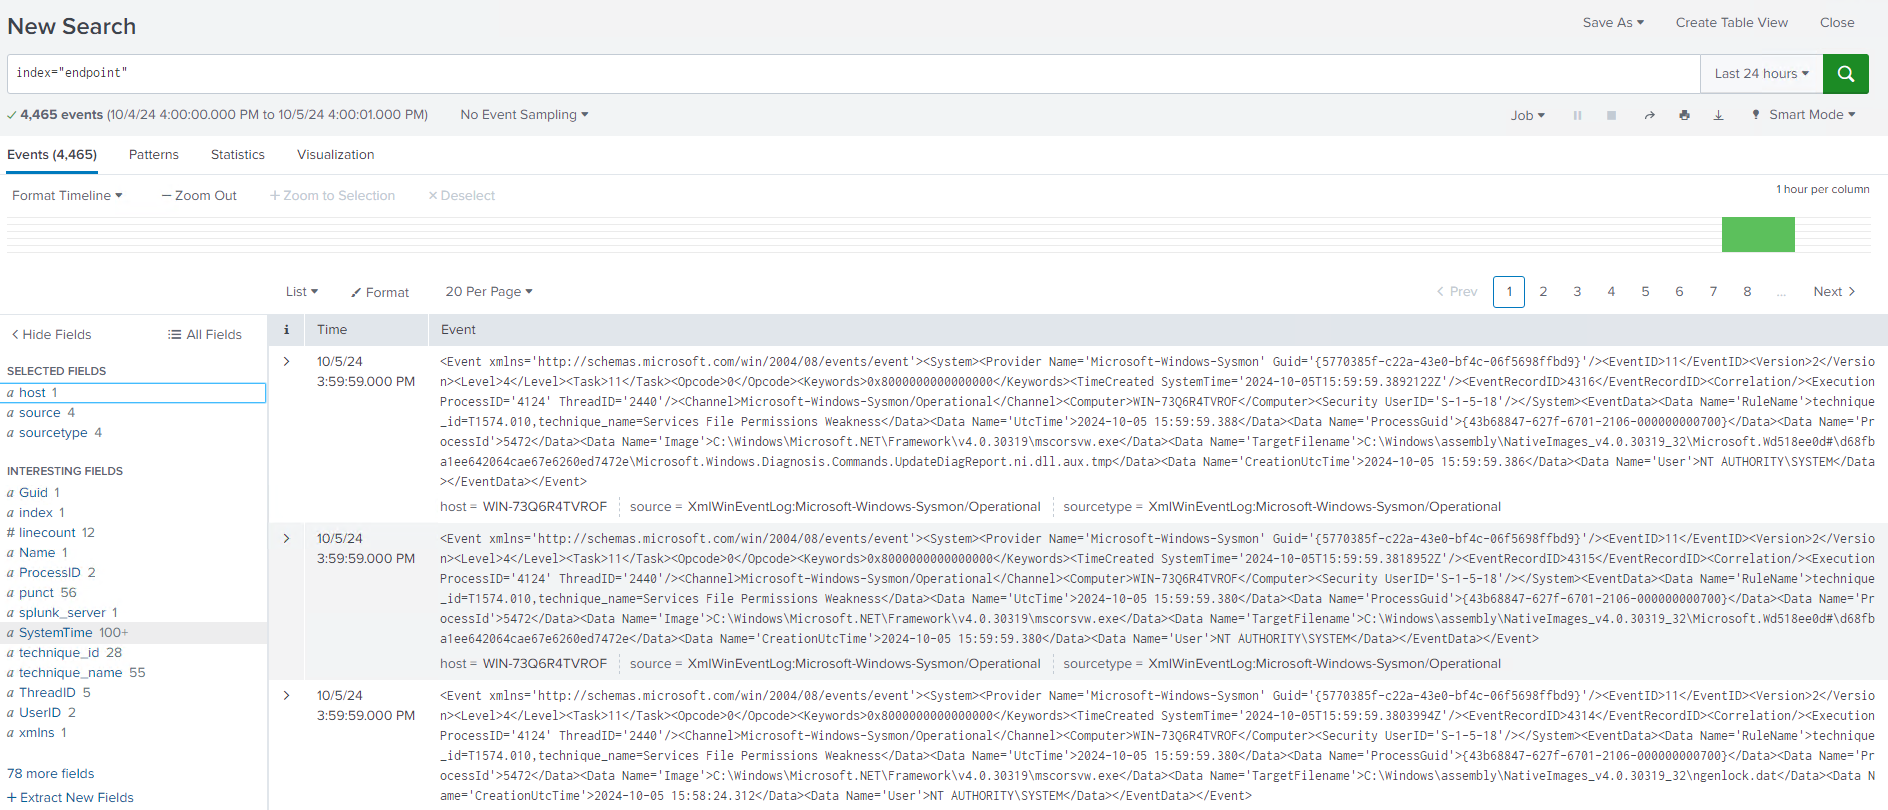 New Search
Save As
Create Table View
Close
index="endpoint"
Last 24 hours
4,465 events (10/4/24 4:00:00.000 PM to 10/5/24 4:00:01.000 PM)
No Event Sampling
Job
Smart Mode
Events (4,465)
Patterns
Statistics
Visualization
Format Timeline
— Zoom Out
+ Zoom to Selection
× Deselect
1 hour per column
List
Format
20 Per Page
< Prev
1
2
3
4
5
6
7
8
...
Next >
< Hide Fields
All Fields
SELECTED FIELDS
a host 1
a source 4
a sourcetype 4
INTERESTING FIELDS
a Guid 1
a index 1
# linecount 12
a Name 1
a ProcessID 2
a punct 56
a splunk_server 1
a SystemTime 100+
a technique_id 28
a technique_name 55
a ThreadID 5
a UserID 2
a xmlns 1
78 more fields
+ Extract New Fields
i
Time
Event
>
10/5/24
3:59:59.000 PM
<Event xmlns='http://schemas.microsoft.com/win/2004/08/events/event'><System><Provider Name='Microsoft-Windows-Sysmon' Guid='{5770385f-c22a-43e0-bf4c-06f5698ffbd9}'/><EventID>11</EventID><Version>2</Versio
n><Level>4</Level><Task>11</Task><Opcode>0</Opcode><Keywords>0x8000000000000000</Keywords><TimeCreated SystemTime='2024-10-05T15:59:59.3892122Z'/><EventRecordID>4316</EventRecordID><Correlation/><Execution
ProcessID='4124' ThreadID='2440'/><Channel>Microsoft-Windows-Sysmon/Operational</Channel><Computer>WIN-73Q6R4TVROF</Computer><Security UserID='S-1-5-18'/></System><EventData><Data Name='RuleName'>technique
_id=T1574.010,technique_name=Services File Permissions Weakness</Data><Data Name='UtcTime'>2024-10-05 15:59:59.388</Data><Data Name='ProcessGuid'>{43b68847-627f-6701-2106-000000000700}</Data><Data Name='Pr
ocessId'>5472</Data><Data Name='Image'>C:\Windows\Microsoft.NET\Framework\v4.0.30319\mscorsvw.exe</Data><Data Name='TargetFilename'>C:\Windows\assembly\NativeImages_v4.0.30319_32\Microsoft.Wd518ee0d#\d68fb
ba1ee642064cae67e6260ed7472e\Microsoft.Windows.Diagnosis.Commands.UpdateDiagReport.ni.dll.aux.tmp</Data><Data Name='CreationUtcTime'>2024-10-05 15:59:59.386</Data><Data Name='User'>NT AUTHORITY\SYSTEM</Data
></EventData></Event>
host = WIN-73Q6R4TVROF
source = XmlWinEventLog:Microsoft-Windows-Sysmon/Operational
sourcetype = XmlWinEventLog:Microsoft-Windows-Sysmon/Operational
>
10/5/24
3:59:59.000 PM
<Event xmlns='http://schemas.microsoft.com/win/2004/08/events/event'><System><Provider Name='Microsoft-Windows-Sysmon' Guid='{5770385f-c22a-43e0-bf4c-06f5698ffbd9}'/><EventID>11</EventID><Version>2</Versio
n><Level>4</Level><Task>11</Task><Opcode>0</Opcode><Keywords>0x8000000000000000</Keywords><TimeCreated SystemTime='2024-10-05T15:59:59.3818952Z'/><EventRecordID>4315</EventRecordID><Correlation/><Execution
ProcessID='4124' ThreadID='2440'/><Channel>Microsoft-Windows-Sysmon/Operational</Channel><Computer>WIN-73Q6R4TVROF</Computer><Security UserID='S-1-5-18'/></System><EventData><Data Name='RuleName'>technique
_id=T1574.010,technique_name=Services File Permissions Weakness</Data><Data Name='UtcTime'>2024-10-05 15:59:59.380</Data><Data Name='ProcessGuid'>{43b68847-627f-6701-2106-000000000700}</Data><Data Name='Pr
ocessId'>5472</Data><Data Name='Image'>C:\Windows\Microsoft.NET\Framework\v4.0.30319\mscorsvw.exe</Data><Data Name='TargetFilename'>C:\Windows\assembly\NativeImages_v4.0.30319_32\Microsoft.Wd518ee0d#\d68fb
a1ee642064cae67e6260ed7472e</Data><Data Name='CreationUtcTime'>2024-10-05 15:59:59.380</Data><Data Name='User'>NT AUTHORITY\SYSTEM</Data></EventData></Event>
host = WIN-73Q6R4TVROF
source = XmlWinEventLog:Microsoft-Windows-Sysmon/Operational
sourcetype = XmlWinEventLog:Microsoft-Windows-Sysmon/Operational
>
10/5/24
3:59:59.000 PM
<Event xmlns='http://schemas.microsoft.com/win/2004/08/events/event'><System><Provider Name='Microsoft-Windows-Sysmon' Guid='{5770385f-c22a-43e0-bf4c-06f5698ffbd9}'/><EventID>11</EventID><Version>2</Versio
n><Level>4</Level><Task>11</Task><Opcode>0</Opcode><Keywords>0x8000000000000000</Keywords><TimeCreated SystemTime='2024-10-05T15:59:59.3803994Z'/><EventRecordID>4314</EventRecordID><Correlation/><Execution
ProcessID='4124' ThreadID='2440'/><Channel>Microsoft-Windows-Sysmon/Operational</Channel><Computer>WIN-73Q6R4TVROF</Computer><Security UserID='S-1-5-18'/></System><EventData><Data Name='RuleName'>technique
_id=T1574.010,technique_name=Services File Permissions Weakness</Data><Data Name='UtcTime'>2024-10-05 15:59:59.380</Data><Data Name='ProcessGuid'>{43b68847-627f-6701-2106-000000000700}</Data><Data Name='Pr
ocessId'>5472</Data><Data Name='Image'>C:\Windows\Microsoft.NET\Framework\v4.0.30319\mscorsvw.exe</Data><Data Name='TargetFilename'>C:\Windows\assembly\NativeImages_v4.0.30319_32\ngenlock.dat</Data><Data N
ame='CreationUtcTime'>2024-10-05 15:58:24.312</Data><Data Name='User'>NT AUTHORITY\SYSTEM</Data></EventData></Event>